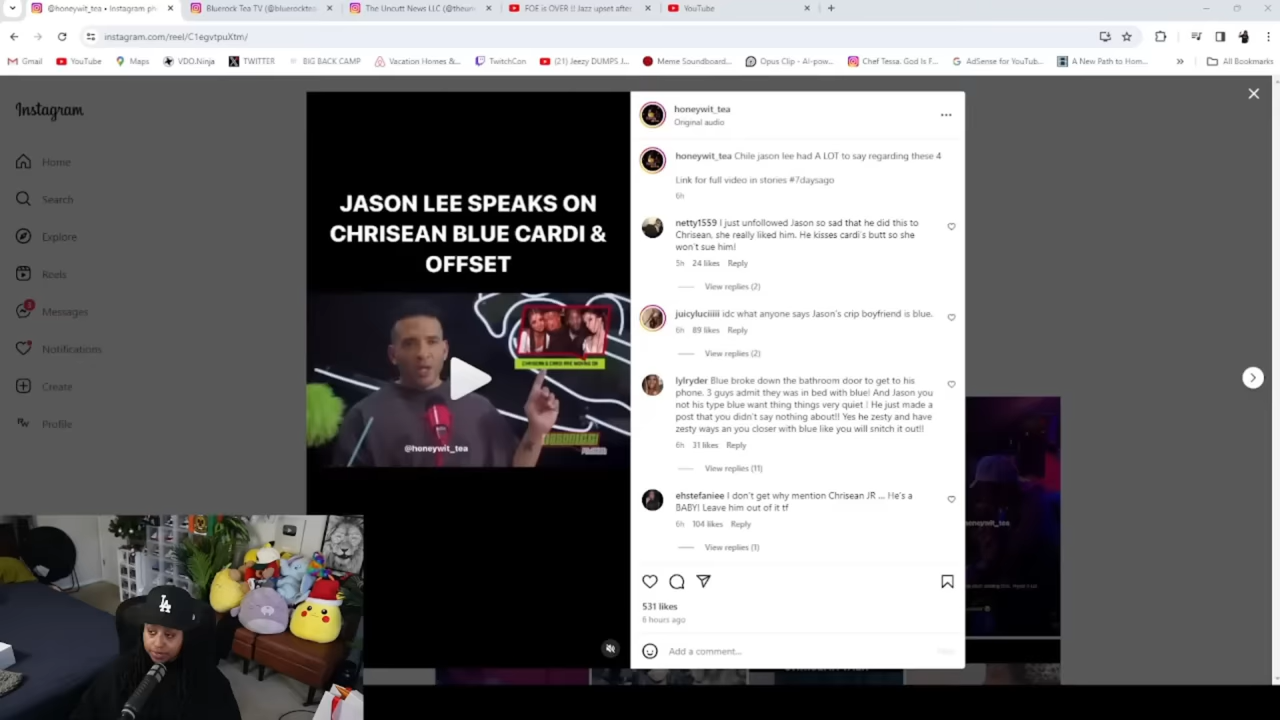 @honeywit_tea • Instagram ph
Bluerock Tea TV (@bluerocktea
The Uncutt News LLC (@theun
FOE is OVER !! Jazz upset after
YouTube
instagram.com/reel/C1egvtpuXtm/
Gmail
YouTube
Maps
VDO.Ninja
TWITTER
BIG BACK CAMP
Vacation Homes &...
TwitchCon
(21) Jeezy DUMPS J...
Meme Soundboard...
Opus Clip - AI-pow...
Chef Tessa. God Is F...
AdSense for YouTub...
A New Path to Hom...
All Bookmarks
Instagram
Home
Search
Explore
Reels
Messages
Notifications
Create
Profile
JASON LEE SPEAKS ON
CHRISEAN BLUE CARDI &
OFFSET
@honeywit_tea
honeywit_tea
Original audio
honeywit_tea Chile jason lee had A LOT to say regarding these 4
Link for full video in stories #7daysago
6h
netty1559 I just unfollowed Jason so sad that he did this to
Chrisean, she really liked him. He kisses cardi's butt so she
won't sue him!
5h 24 likes Reply
View replies (2)
juicyluciiiii idc what anyone says Jason's crip boyfriend is blue.
6h 89 likes Reply
View replies (2)
lylryder Blue broke down the bathroom door to get to his
phone. 3 guys admit they was in bed with blue! And Jason you
not his type blue want thing things very quiet ! He just made a
post that you didn't say nothing about!! Yes he zesty and have
zesty ways an you closer with blue like you will snitch it out!!
6h 31 likes Reply
View replies (11)
ehstefaniee I don't get why mention Chrisean JR ... He's a
BABY! Leave him out of it tf
6h 104 likes Reply
View replies (1)
531 likes
6 hours ago
Add a comment...
Post
LA